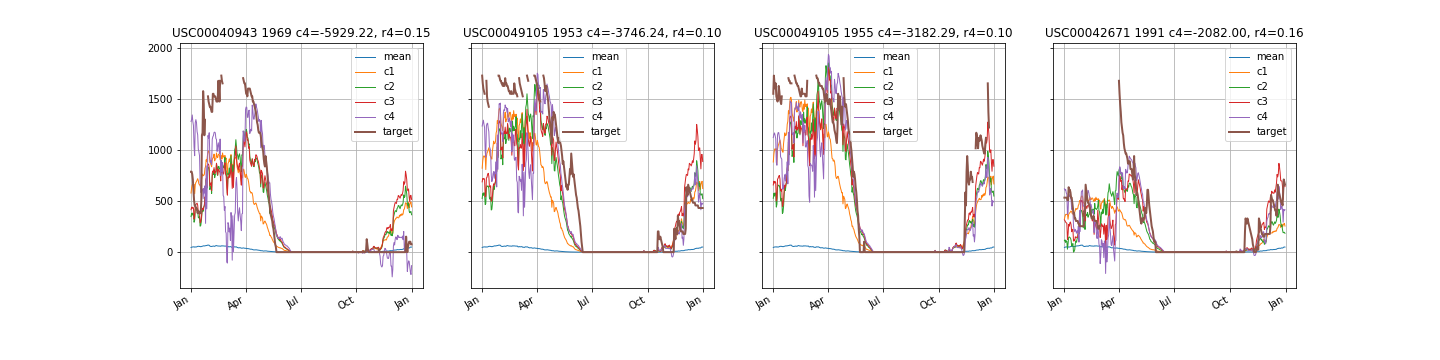 USC00040943 1969 c4=-5929.22, r4=0.15
USC00049105 1953 c4=-3746.24, r4=0.10
USC00049105 1955 c4=-3182.29, r4=0.10
USC00042671 1991 c4=-2082.00, r4=0.16
2000
1500
1000
500
0
mean
c1
c2
c3
c4
target
mean
c1
c2
c3
c4
target
mean
c1
c2
c3
c4
target
mean
c1
c2
c3
c4
target
Jan Apr Jul Oct Jan
Jan Apr Jul Oct Jan
Jan Apr Jul Oct Jan
Jan Apr Jul Oct Jan